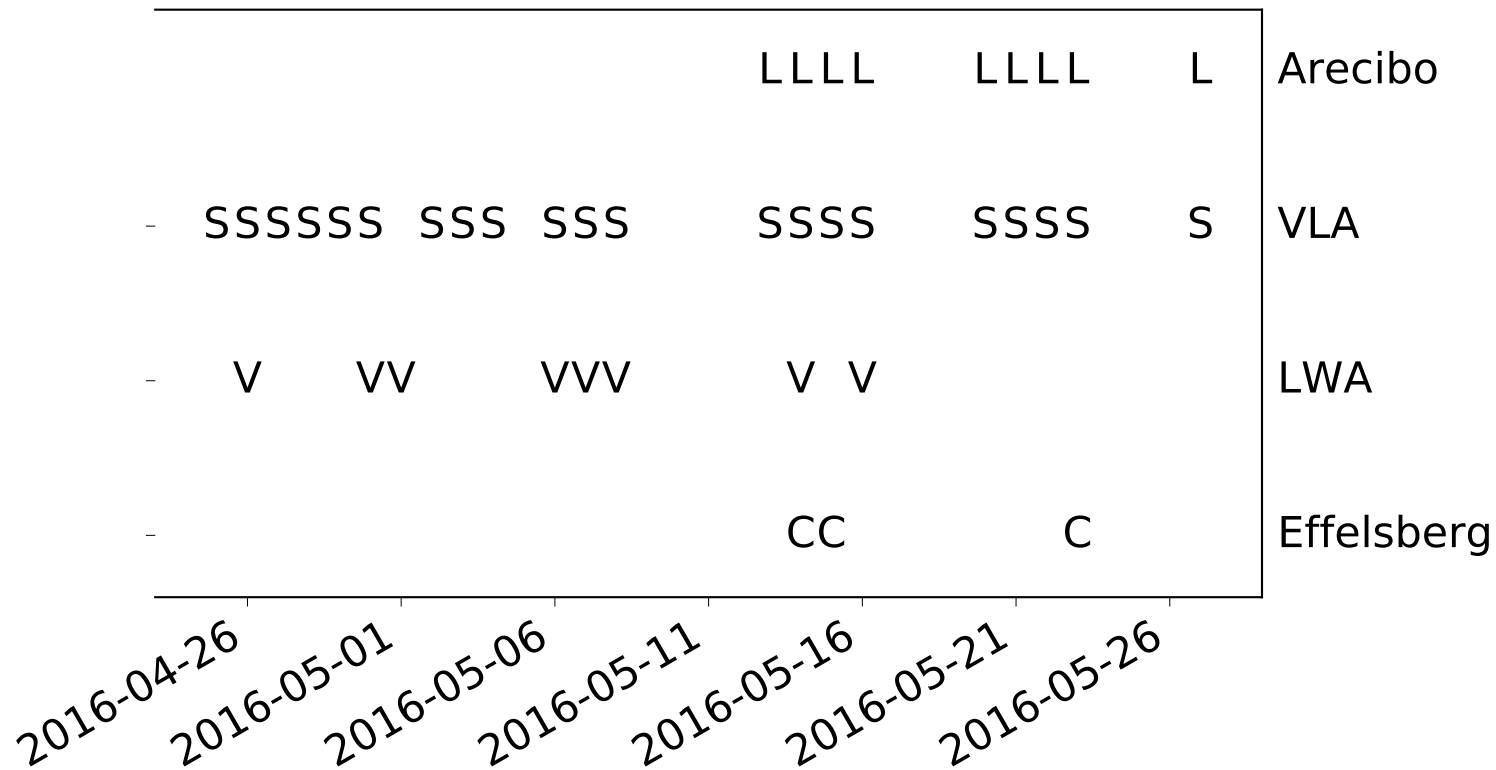 LLLL LLLL L Arecibo
SSSSSS SSS SSS SSSS SSSS S VLA
V VV VVV V V LWA
CC C Effelsberg
2016-04-26 2016-05-01 2016-05-06 2016-05-11 2016-05-16 2016-05-21 2016-05-26